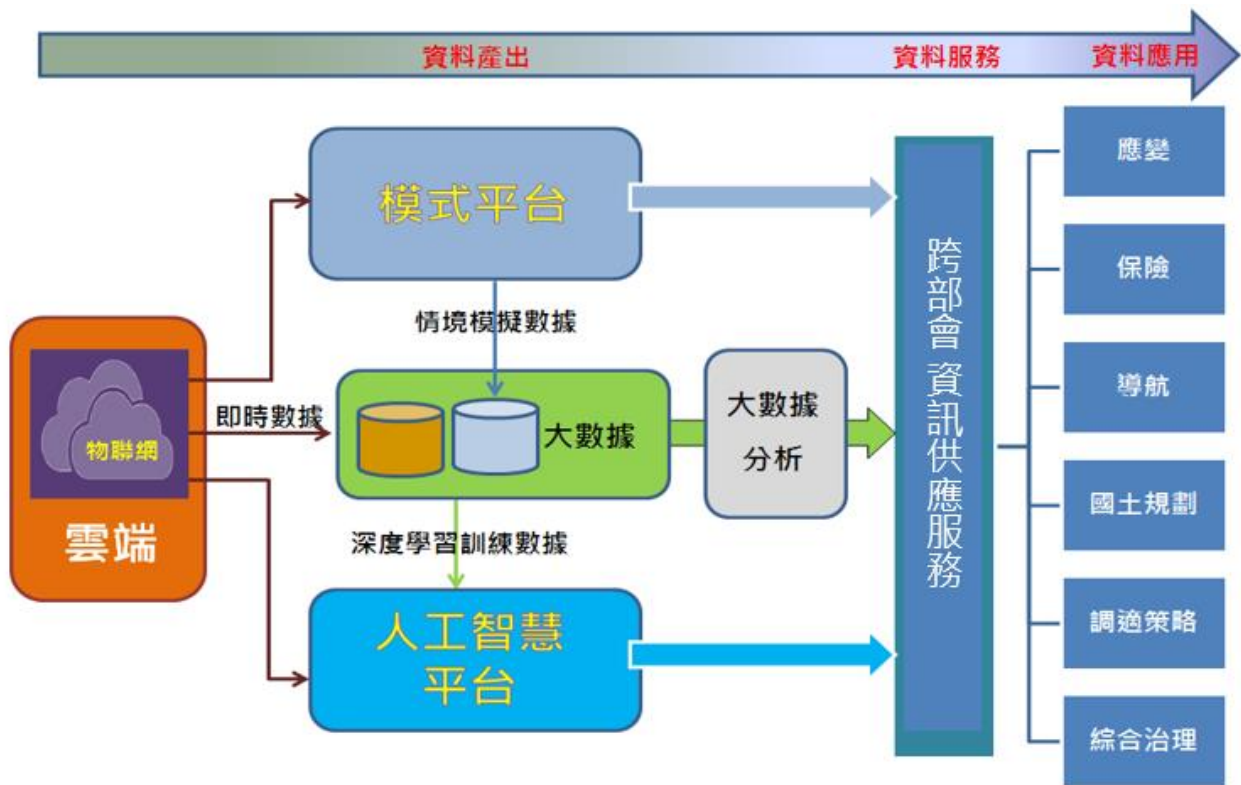 資料產出
資料服務
資料應用
模式平台
情境模擬數據
物聯網
雲端
即時數據
大數據
大數據
分析
深度學習訓練數據
人工智慧
平台
跨部會 資訊供應服務
應變
保險
導航
國土規劃
調適策略
綜合治理